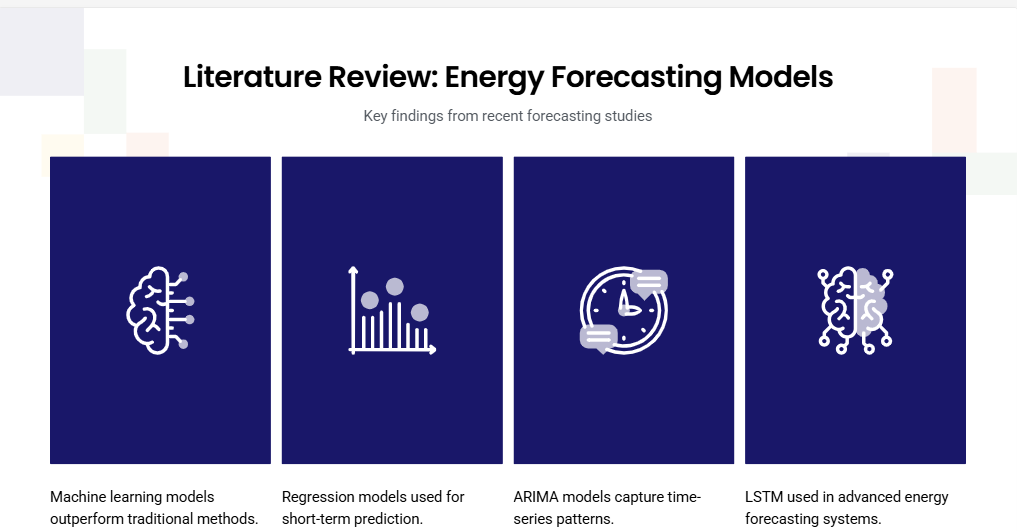 Literature Review: Energy Forecasting Models
Key findings from recent forecasting studies
Machine learning models
outperform traditional methods.
Regression models used for
short-term prediction.
ARIMA models capture time-
series patterns.
LSTM used in advanced energy
forecasting systems.